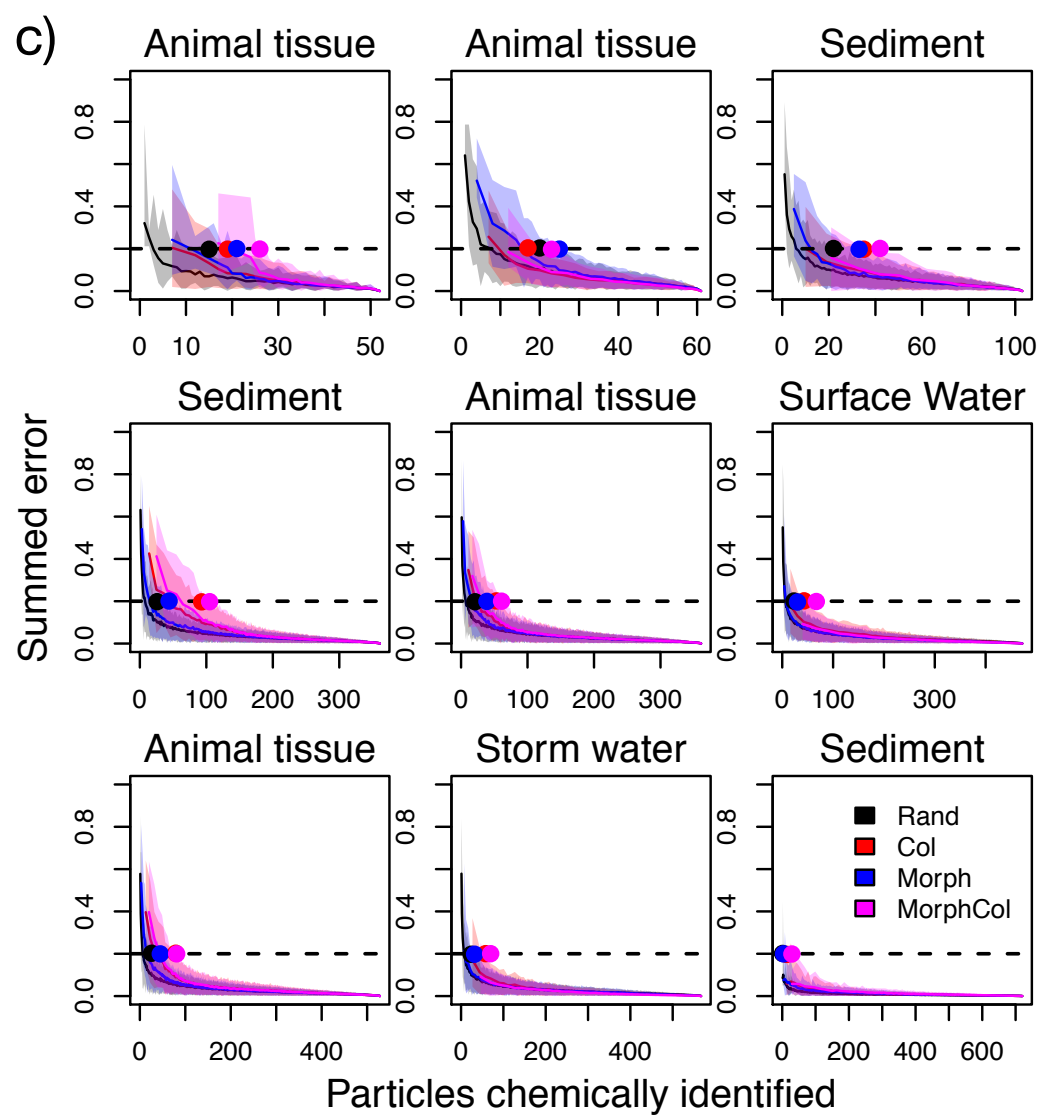 c)
Animal tissue Animal tissue Sediment
0.0 0.4 0.8 0.0 0.4 0.8 0.0 0.4 0.8
0 10 30 50 0 20 40 60 0 20 60 100
Sediment Animal tissue Surface Water
Summed error
0.0 0.4 0.8 0.0 0.4 0.8 0.0 0.4 0.8
0 100 200 300 0 100 200 300 0 100 300
Animal tissue Storm water Sediment
0.0 0.4 0.8 0.0 0.4 0.8 0.0 0.4 0.8
Rand
Col
Morph
MorphCol
0 200 400 0 200 400 0 200 400 600
Particles chemically identified